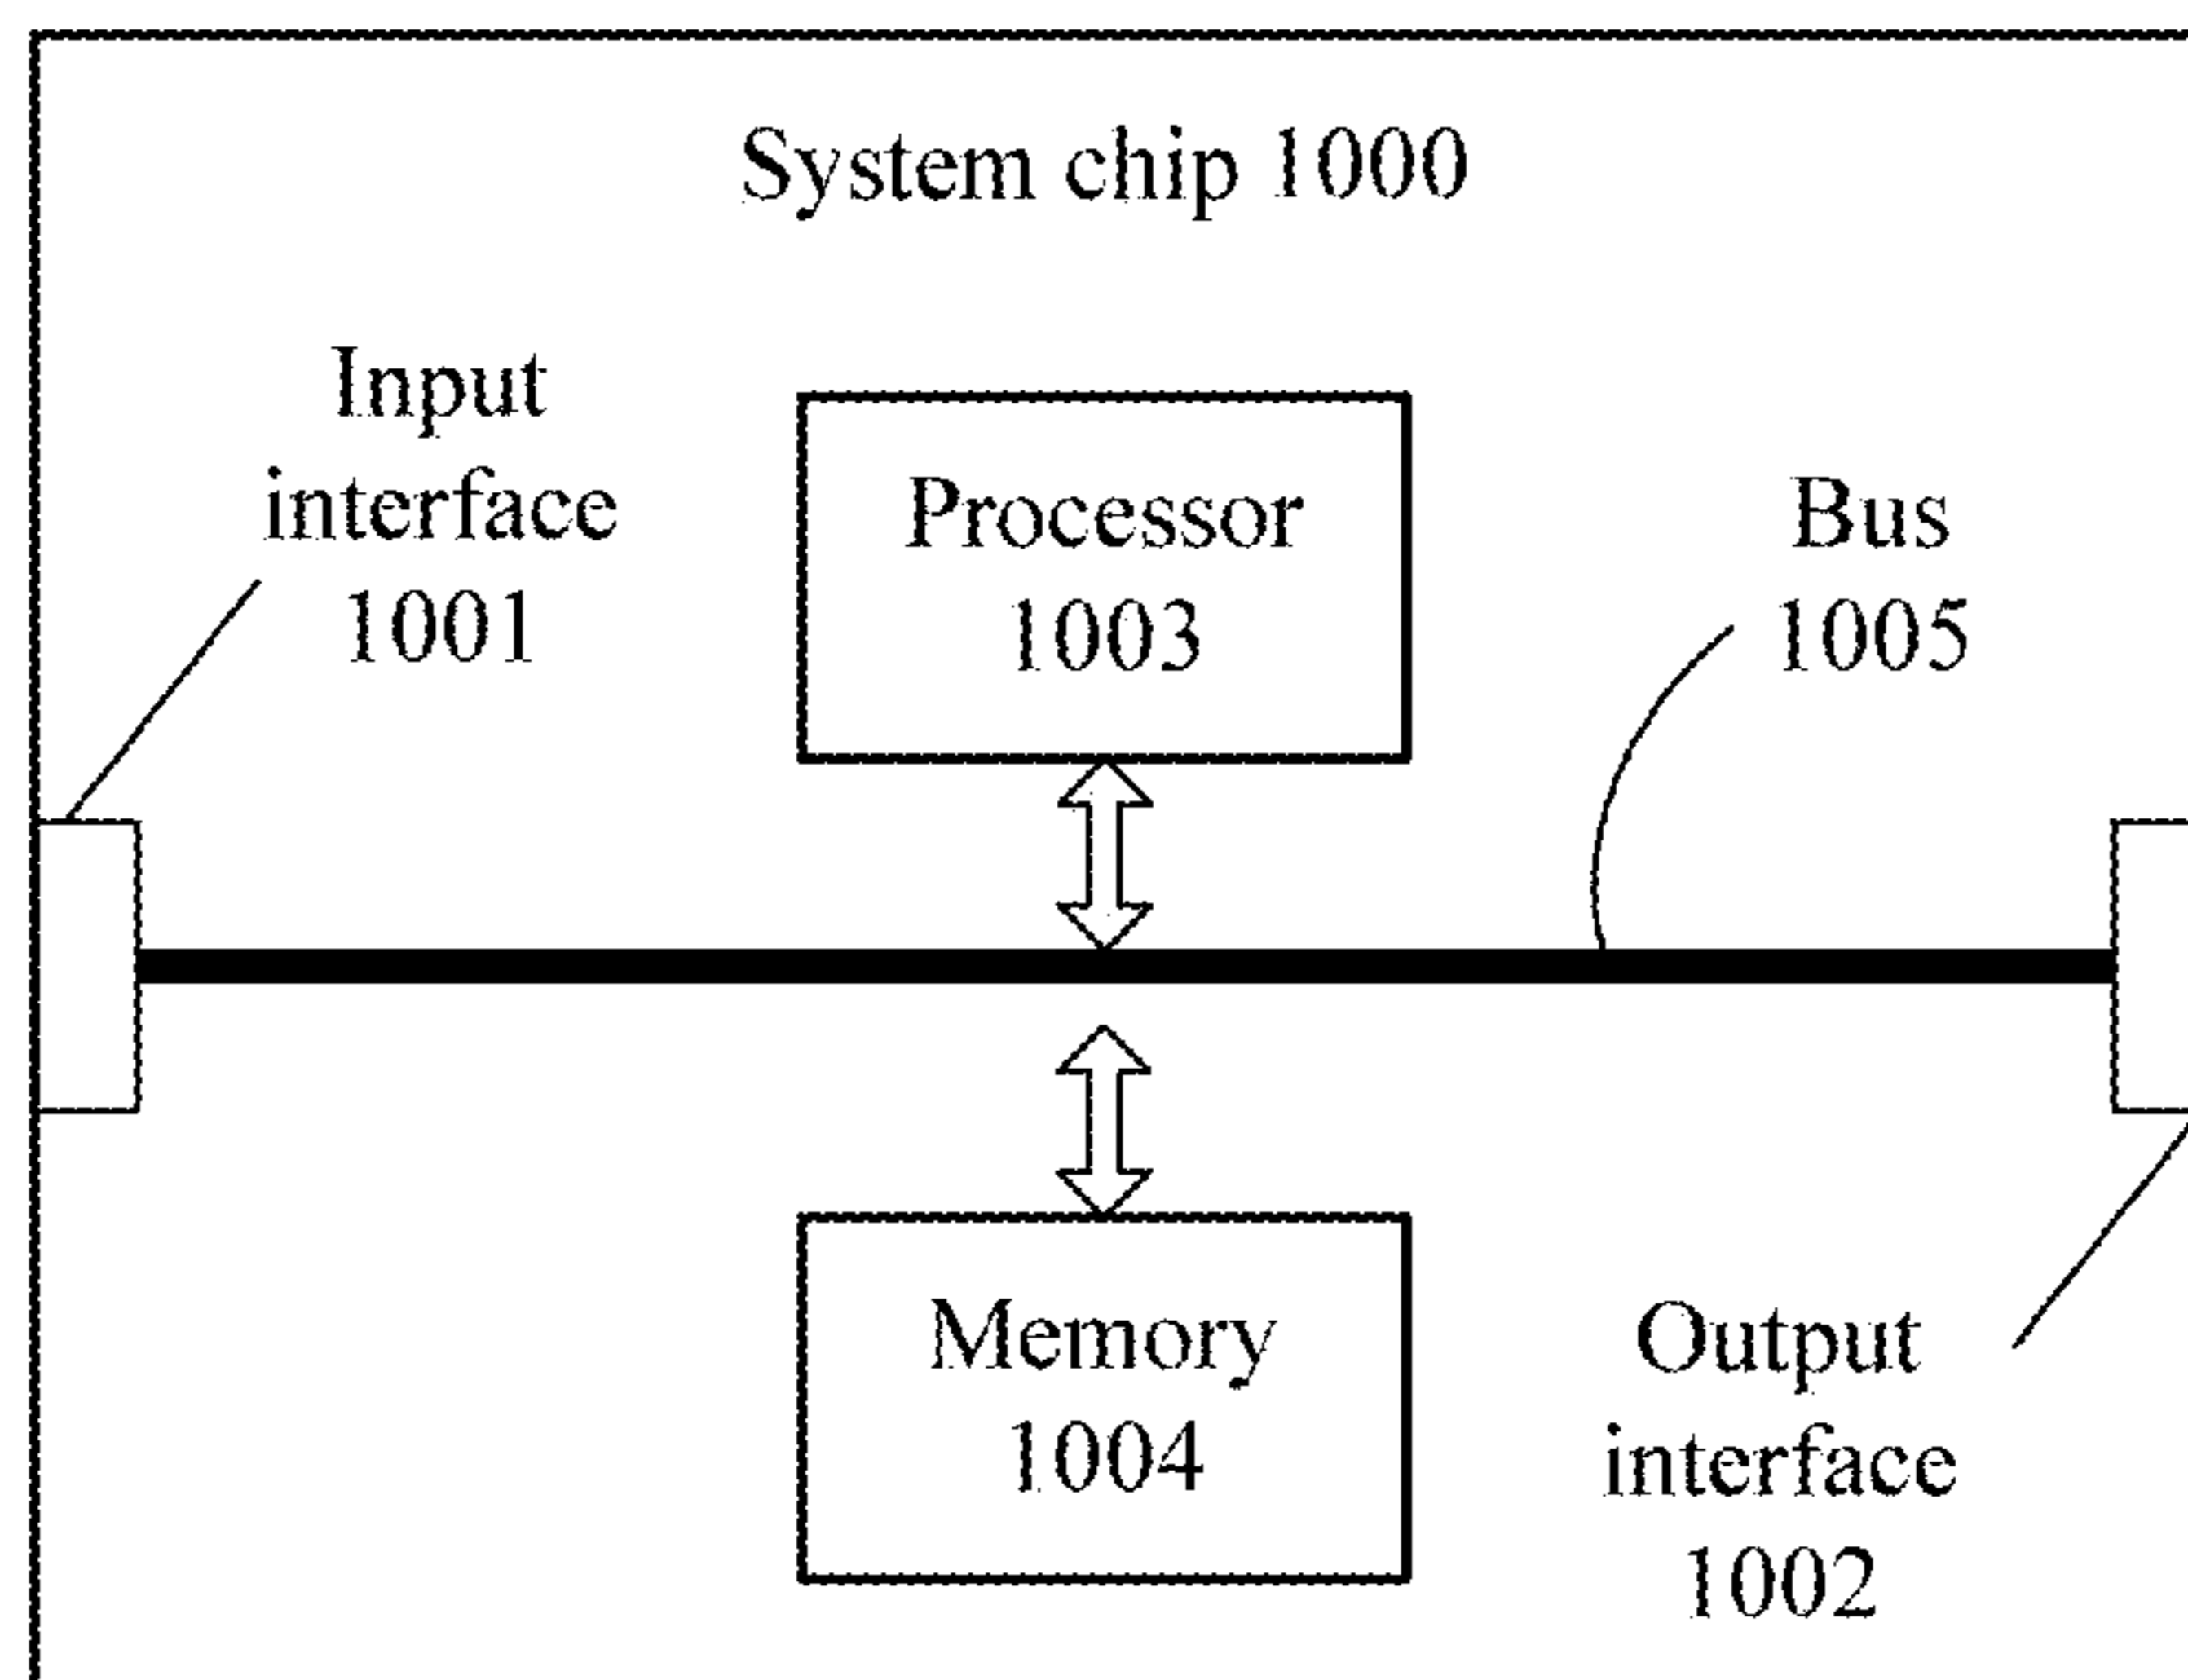 System chip 1000
Input
interface
1001
Processor
1003
Bus
1005
Memory
1004
Output
interface
1002